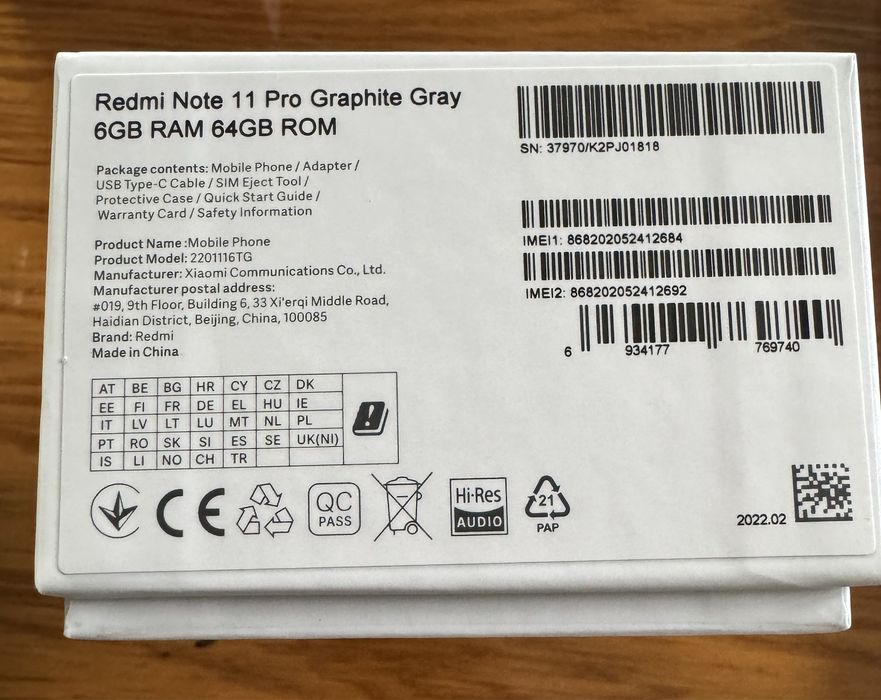 Redmi Note 11 Pro Graphite Gray
6GB RAM 64GB ROM
Package contents: Mobile Phone / Adapter /
USB Type-C Cable / SIM Eject Tool /
Protective Case / Quick Start Guide /
Warranty Card / Safety Information
Product Name :Mobile Phone
Product Model: 2201116TG
Manufacturer: Xiaomi Communications Co., Ltd.
Manufacturer postal address:
#019, 9th Floor, Building 6, 33 Xi'erqi Middle Road,
Haidian District, Beijing, China, 100085
Brand: Redmi
Made in China
SN: 37970/K2PJ01818
IMEI1: 868202052412684
IMEI2: 868202052412692
6 934177 769740
AT BE BG HR CY CZ DK
EE FI FR DE EL HU IE
IT LV LT LU MT NL PL
PT RO SK SI ES SE UK(NI)
IS LI NO CH TR
!
CE
QC
PASS
Hi-Res
AUDIO
21
PAP
2022.02